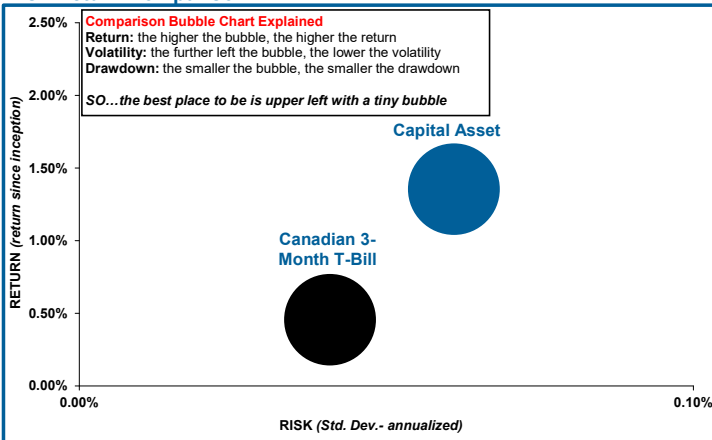 2.50%
Comparison Bubble Chart Explained
Return: the higher the bubble, the higher the return
Volatility: the further left the bubble, the lower the volatility
Drawdown: the smaller the bubble, the smaller the drawdown
SO...the best place to be is upper left with a tiny bubble
2.00%
Capital Asset
1.50%
RETURN (return since inception)
1.00%
Canadian 3-
Month T-Bill
0.50%
0.00%
0.00%
0.10%
RISK (Std. Dev.- annualized)